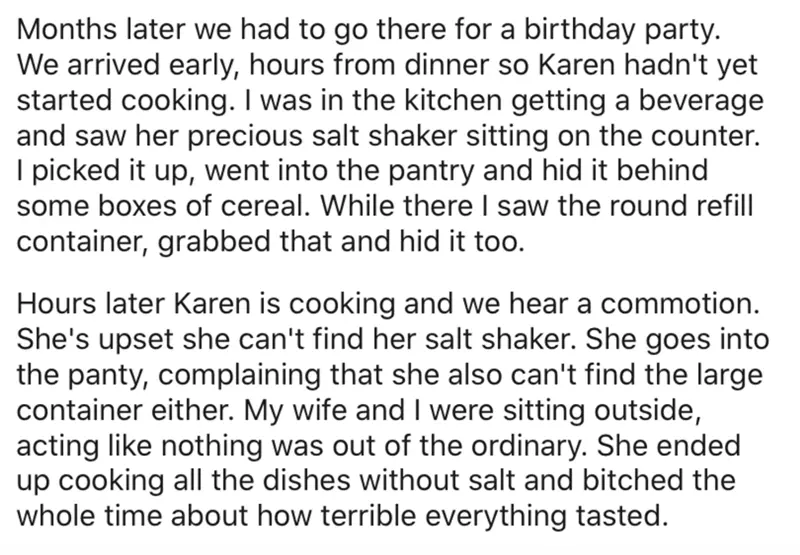 Months later we had to go there for a birthday party.
We arrived early, hours from dinner so Karen hadn't yet
started cooking. I was in the kitchen getting a beverage
and saw her precious salt shaker sitting on the counter.
I picked it up, went into the pantry and hid it behind
some boxes of cereal. While there I saw the round refill
container, grabbed that and hid it too.
Hours later Karen is cooking and we hear a commotion.
She's upset she can't find her salt shaker. She goes into
the panty, complaining that she also can't find the large
container either. My wife and I were sitting outside,
acting like nothing was out of the ordinary. She ended
up cooking all the dishes without salt and bitched the
whole time about how terrible everything tasted.